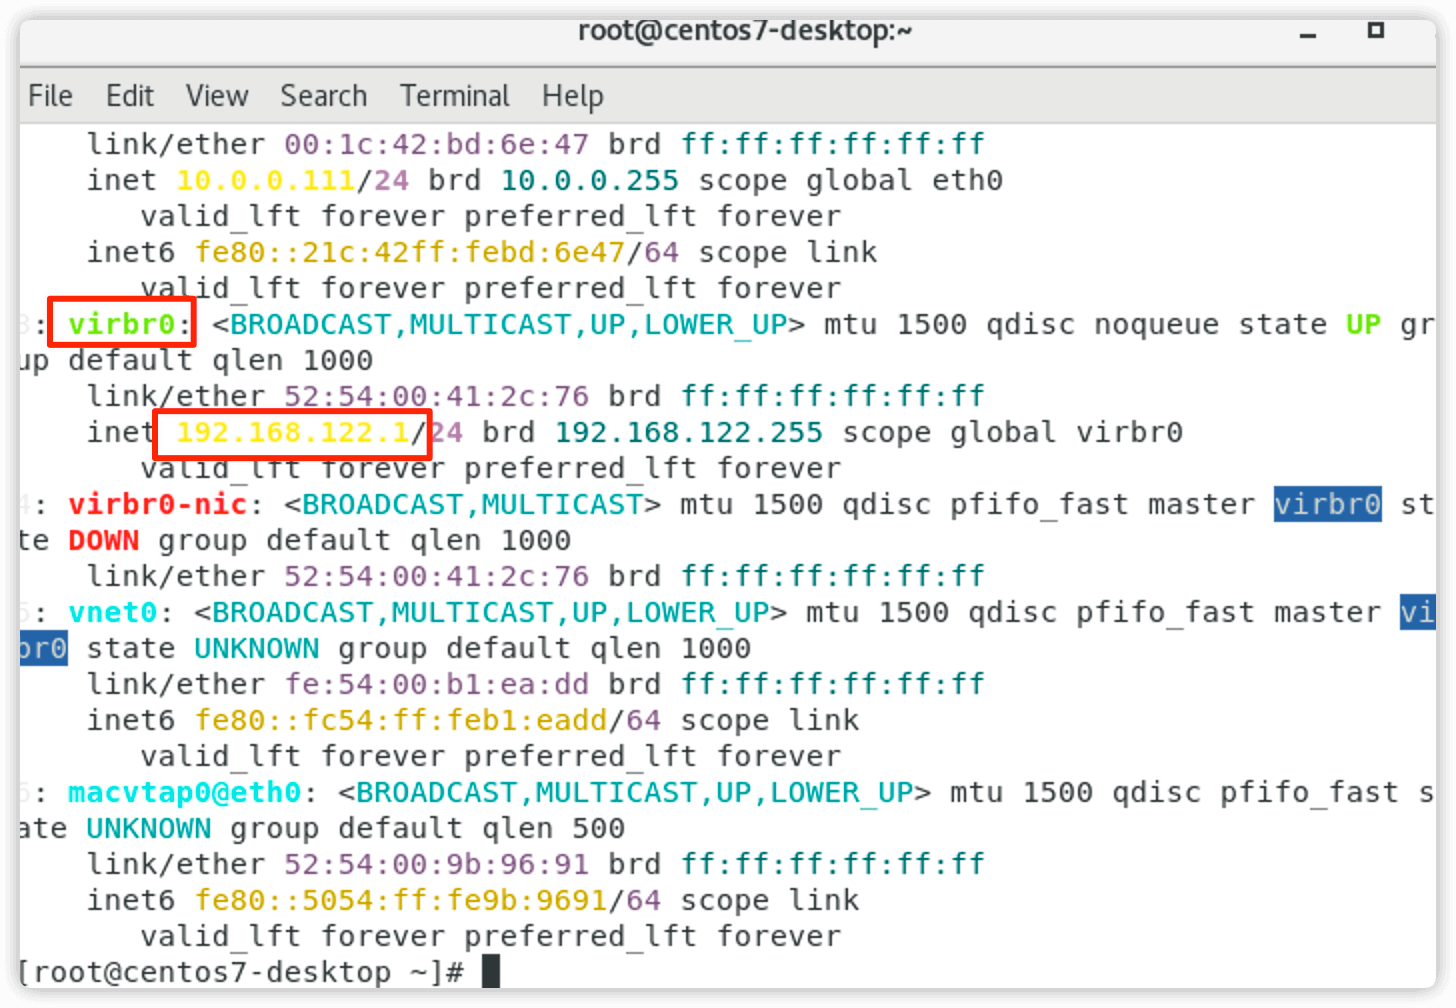 root@centos7-desktop:~
File Edit View Search Terminal Help
link/ether 00:1c:42:bd:6e:47 brd ff:ff:ff:ff:ff:ff
inet 10.0.0.111/24 brd 10.0.0.255 scope global eth0
valid_lft forever preferred_lft forever
inet6 fe80::21c:42ff:febd:6e47/64 scope link
valid_lft forever preferred_lft forever
3: virbr0: <BROADCAST,MULTICAST,UP,LOWER_UP> mtu 1500 qdisc noqueue state UP gr
up default qlen 1000
link/ether 52:54:00:41:2c:76 brd ff:ff:ff:ff:ff:ff
inet 192.168.122.1/24 brd 192.168.122.255 scope global virbr0
valid_lft forever preferred_lft forever
4: virbr0-nic: <BROADCAST,MULTICAST> mtu 1500 qdisc pfifo_fast master virbr0 st
te DOWN group default qlen 1000
link/ether 52:54:00:41:2c:76 brd ff:ff:ff:ff:ff:ff
5: vnet0: <BROADCAST,MULTICAST,UP,LOWER_UP> mtu 1500 qdisc pfifo_fast master vi
br0 state UNKNOWN group default qlen 1000
link/ether fe:54:00:b1:ea:dd brd ff:ff:ff:ff:ff:ff
inet6 fe80::fc54:ff:feb1:eadd/64 scope link
valid_lft forever preferred_lft forever
6: macvtap0@eth0: <BROADCAST,MULTICAST,UP,LOWER_UP> mtu 1500 qdisc pfifo_fast s
ate UNKNOWN group default qlen 500
link/ether 52:54:00:9b:96:91 brd ff:ff:ff:ff:ff:ff
inet6 fe80::5054:ff:fe9b:9691/64 scope link
valid_lft forever preferred_lft forever
[root@centos7-desktop ~]#